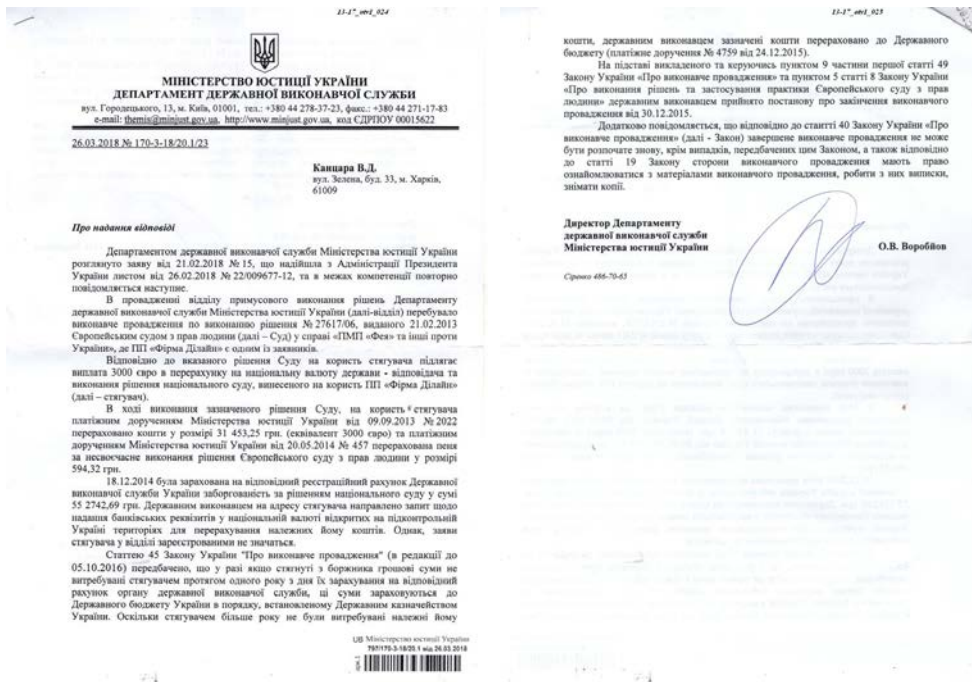 13-1"_otv1_024
МІНІСТЕРСТВО ЮСТИЦІЇ УКРАЇНИ
ДЕПАРТАМЕНТ ДЕРЖАВНОЇ ВИКОНАВЧОЇ СЛУЖБИ
вул. Городецького, 13, м. Київ, 01001, тел.: +380 44 278-37-23, факс.: +380 44 271-17-83
e-mail: themis@minjust.gov.ua, http://www.minjust.gov.ua, код ЄДРПОУ 00015622
26.03.2018 № 170-3-18/20.1/23
Канцара В.Д.
вул. Зелена, буд. 33, м. Харків,
61009
Про надання відповіді
Департаментом державної виконавчої служби Міністерства юстиції України
розглянуто заяву від 21.02.2018 № 15, що надійшла з Адміністрації Президента
України листом від 26.02.2018 № 22/009677-12, та в межах компетенції повторно
повідомляється наступне.
В провадженні відділу примусового виконання рішень Департаменту
державної виконавчої служби Міністерства юстиції України (далі-відділ) перебувало
виконавче провадження по виконанню рішення № 27617/06, виданого 21.02.2013
Європейським судом з прав людини (далі – Суд) у справі «ПМП «Фея» та інші проти
України», де ПП «Фірма Ділайн» є одним із заявників.
Відповідно до вказаного рішення Суду на користь стягувача підлягає
виплата 3000 євро в перерахунку на національну валюту держави - відповідача та
виконання рішення національного суду, винесеного на користь ПП «Фірма Ділайн»
(далі – стягувач).
В ході виконання зазначеного рішення Суду, на користь стягувача
платіжним дорученням Міністерства юстиції України від 09.09.2013 № 2022
перераховано кошти у розмірі 31 453,25 грн. (еквівалент 3000 євро) та платіжним
дорученням Міністерства юстиції України від 20.05.2014 № 457 перерахована пеня
за несвоєчасне виконання рішення Європейського суду з прав людини у розмірі
594,32 грн.
18.12.2014 була зарахована на відповідний реєстраційний рахунок Державної
виконавчої служби України заборгованість за рішенням національного суду у сумі
55 2742,69 грн. Державним виконавцем на адресу стягувача направлено запит щодо
надання банківських реквізитів у національній валюті відкритих на підконтрольній
Україні територіях для перерахування належних йому коштів. Однак, заяви
стягувача у відділі зареєстрованими не значаться.
Статтею 45 Закону України "Про виконавче провадження" (в редакції до
05.10.2016) передбачено, що у разі якщо стягнуті з боржника грошові суми не
витребувані стягувачем протягом одного року з дня їх зарахування на відповідний
рахунок органу державної виконавчої служби, ці суми зараховуються до
Державного бюджету України в порядку, встановленому Державним казначейством
України. Оскільки стягувачем більше року не були витребувані належні йому
UB Міністерство юстиції України
797/170-3-18/20.1 від 26.03.2018
13-1"_otv1_025
кошти, державним виконавцем зазначені кошти перераховано до Державного
бюджету (платіжне доручення № 4759 від 24.12.2015).
На підставі викладеного та керуючись пунктом 9 частини першої статті 49
Закону України «Про виконавче провадження» та пунктом 5 статті 8 Закону України
«Про виконання рішень та застосування практики Європейського суду з прав
людини» державним виконавцем прийнято постанову про закінчення виконавчого
провадження від 30.12.2015.
Додатково повідомляється, що відповідно до стаитті 40 Закону України «Про
виконавче провадження» (далі - Закон) завершене виконавче провадження не може
бути розпочате знову, крім випадків, передбачених цим Законом, а також відповідно
до статті 19 Закону сторони виконавчого провадження мають право
ознайомлюватися з матеріалами виконавчого провадження, робити з них виписки,
знімати копії.
Директор Департаменту
державної виконавчої служби
Міністерства юстиції України
О.В. Воробйов
Сіренко 486-70-63